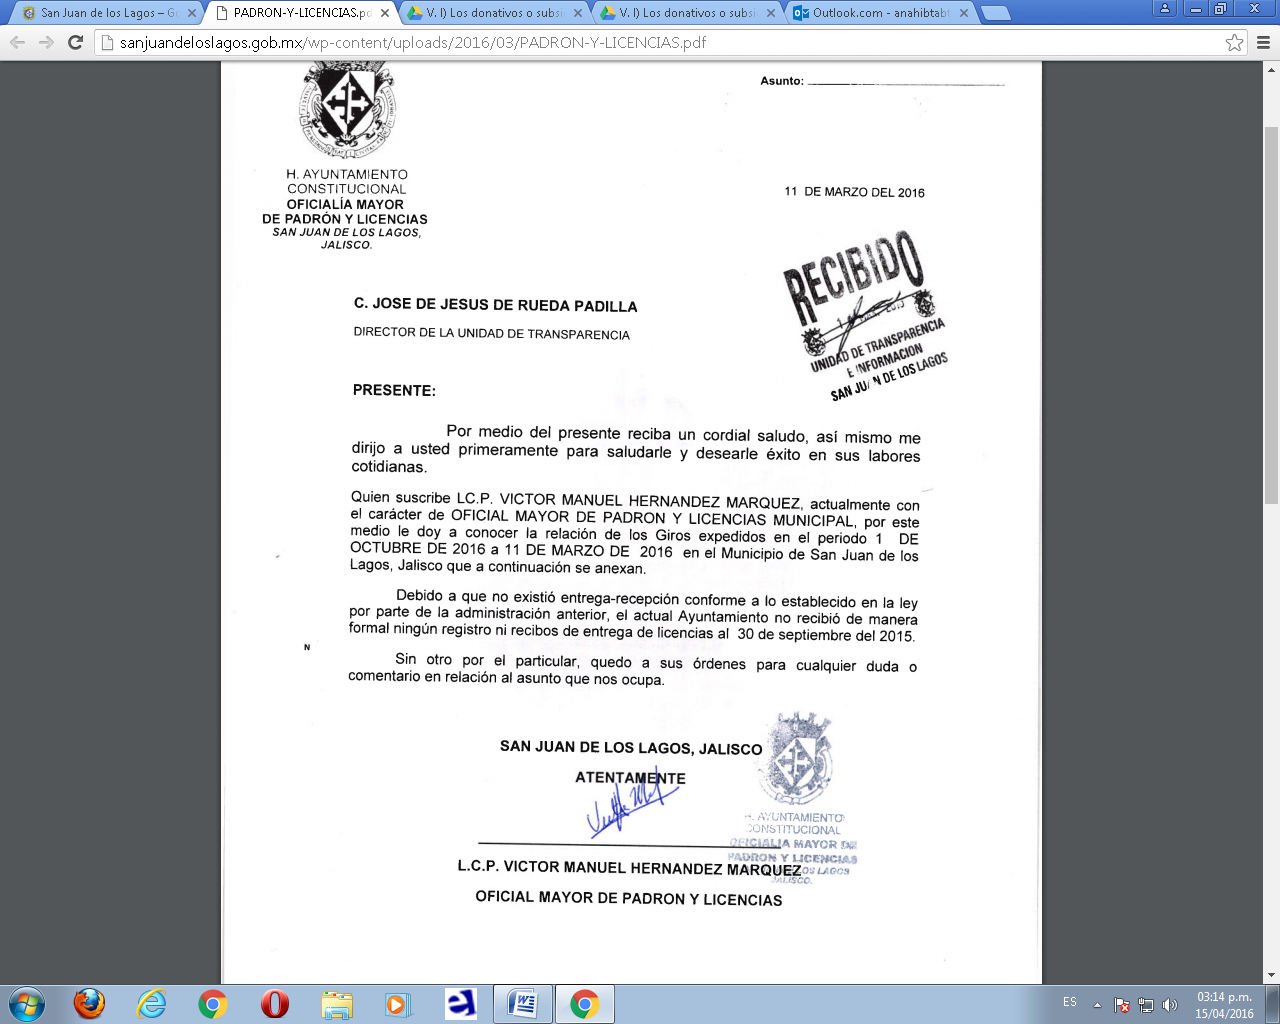 San Juan de los Lagos – G
PADRON-Y-LICENCIAS.pd
V. I) Los donativos o subsi
V. I) Los donativos o subsi
Outlook.com - anahibtabt
sanjuandeloslagos.gob.mx/wp-content/uploads/2016/03/PADRON-Y-LICENCIAS.pdf
Asunto:
H. AYUNTAMIENTO
CONSTITUCIONAL
OFICIALÍA MAYOR
DE PADRÓN Y LICENCIAS
SAN JUAN DE LOS LAGOS,
JALISCO.
11 DE MARZO DEL 2016
RECIBIDO
UNIDAD DE TRANSPARENCIA
E INFORMACION
SAN JUAN DE LOS LAGOS
C. JOSE DE JESUS DE RUEDA PADILLA
DIRECTOR DE LA UNIDAD DE TRANSPARENCIA
PRESENTE:
Por medio del presente reciba un cordial saludo, así mismo me
dirijo a usted primeramente para saludarle y desearle éxito en sus labores
cotidianas.
Quien suscribe LC.P. VICTOR MANUEL HERNANDEZ MARQUEZ, actualmente con
el carácter de OFICIAL MAYOR DE PADRON Y LICENCIAS MUNICIPAL, por este
medio le doy a conocer la relación de los Giros expedidos en el periodo 1 DE
OCTUBRE DE 2016 a 11 DE MARZO DE 2016 en el Municipio de San Juan de los
Lagos, Jalisco que a continuación se anexan.
Debido a que no existió entrega-recepción conforme a lo establecido en la ley
por parte de la administración anterior, el actual Ayuntamiento no recibió de manera
formal ningún registro ni recibos de entrega de licencias al 30 de septiembre del 2015.
N
Sin otro por el particular, quedo a sus órdenes para cualquier duda o
comentario en relación al asunto que nos ocupa.
SAN JUAN DE LOS LAGOS, JALISCO
ATENTAMENTE
H. AYUNTAMIENTO
CONSTITUCIONAL
OFICIALIA MAYOR DE
PADRON Y LICENCIAS
LOS LAGOS
JALISCO.
L.C.P. VICTOR MANUEL HERNANDEZ MARQUEZ
OFICIAL MAYOR DE PADRON Y LICENCIAS
ES
03:14 p.m.
15/04/2016